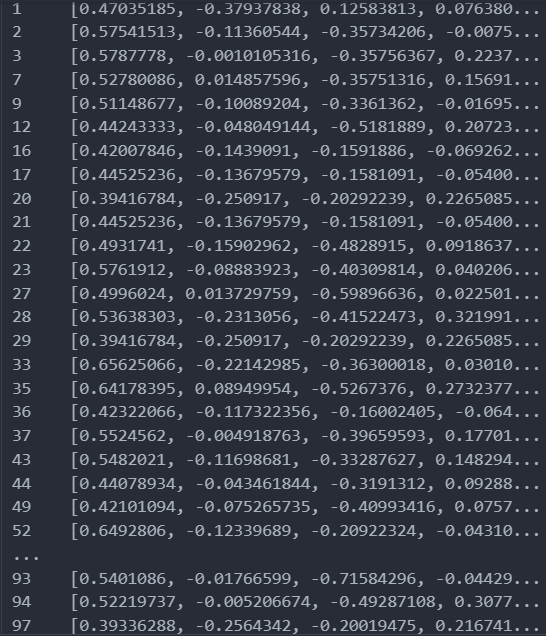 1 [0.47035185, -0.37937838, 0.12583813, 0.076380...
2 [0.57541513, -0.11360544, -0.35734206, -0.0075...
3 [0.5787778, -0.0010105316, -0.35756367, 0.2237...
7 [0.52780086, 0.014857596, -0.35751316, 0.15691...
9 [0.51148677, -0.10089204, -0.3361362, -0.01695...
12 [0.44243333, -0.048049144, -0.5181889, 0.20723...
16 [0.42007846, -0.1439091, -0.1591886, -0.069262...
17 [0.44525236, -0.13679579, -0.1581091, -0.05400...
20 [0.39416784, -0.250917, -0.20292239, 0.2265085...
21 [0.44525236, -0.13679579, -0.1581091, -0.05400...
22 [0.4931741, -0.15902962, -0.4828915, 0.0918637...
23 [0.5761912, -0.08883923, -0.40309814, 0.040206...
27 [0.4996024, 0.013729759, -0.59896636, 0.022501...
28 [0.53638303, -0.2313056, -0.41522473, 0.321991...
29 [0.39416784, -0.250917, -0.20292239, 0.2265085...
33 [0.65625066, -0.22142985, -0.36300018, 0.03010...
35 [0.64178395, 0.08949954, -0.5267376, 0.2732377...
36 [0.42322066, -0.117322356, -0.16002405, -0.064...
37 [0.5524562, -0.004918763, -0.39659593, 0.17701...
43 [0.5482021, -0.11698681, -0.33287627, 0.148294...
44 [0.44078934, -0.043461844, -0.3191312, 0.09288...
49 [0.42101094, -0.075265735, -0.40993416, 0.0757...
52 [0.6492806, -0.12339689, -0.20922324, -0.04310...
...
93 [0.5401086, -0.01766599, -0.71584296, -0.04429...
94 [0.52219737, -0.005206674, -0.49287108, 0.3077...
97 [0.39336288, -0.2564342, -0.20019475, 0.216741...